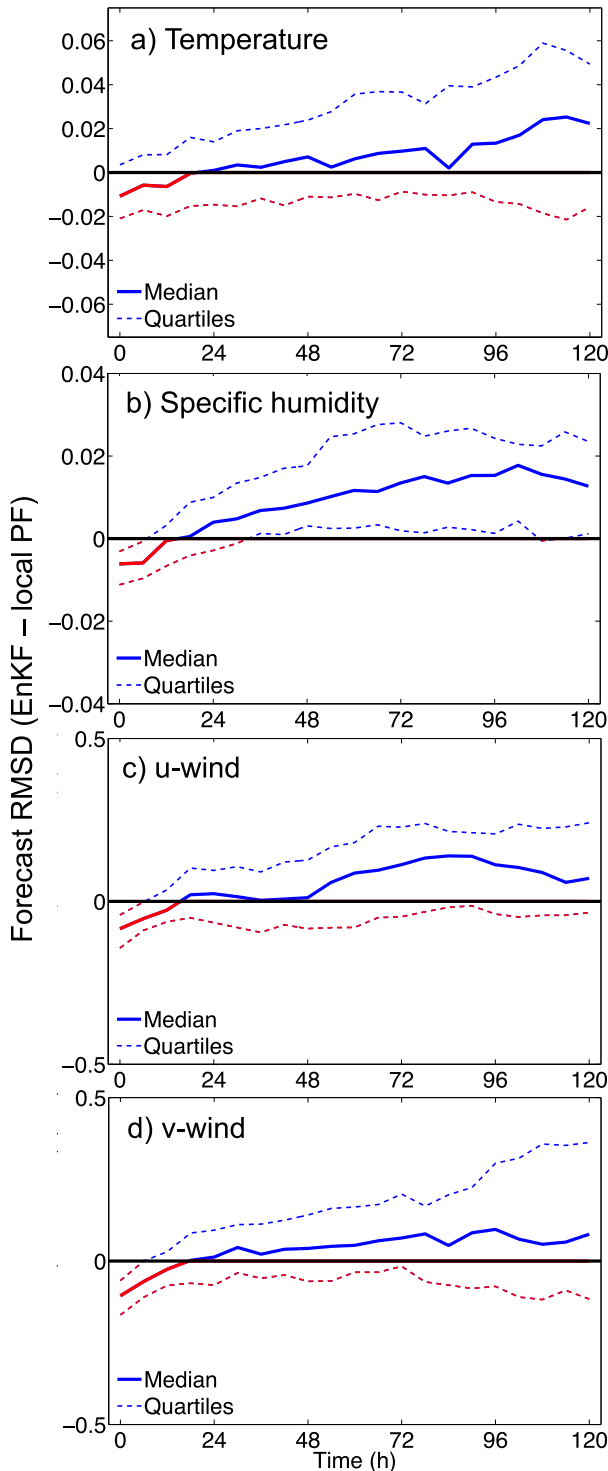 Forecast RMSD (EnKF – local PF)
a) Temperature
0.06
0.04
0.02
0
−0.02
−0.04
−0.06
Median
Quartiles
0 24 48 72 96 120
b) Specific humidity
0.04
0.02
0
−0.02
−0.04
Median
Quartiles
0 24 48 72 96 120
c) u-wind
0.5
0
−0.5
Median
Quartiles
0 24 48 72 96 120
d) v-wind
0.5
0
−0.5
Median
Quartiles
0 24 48 72 96 120
Time (h)